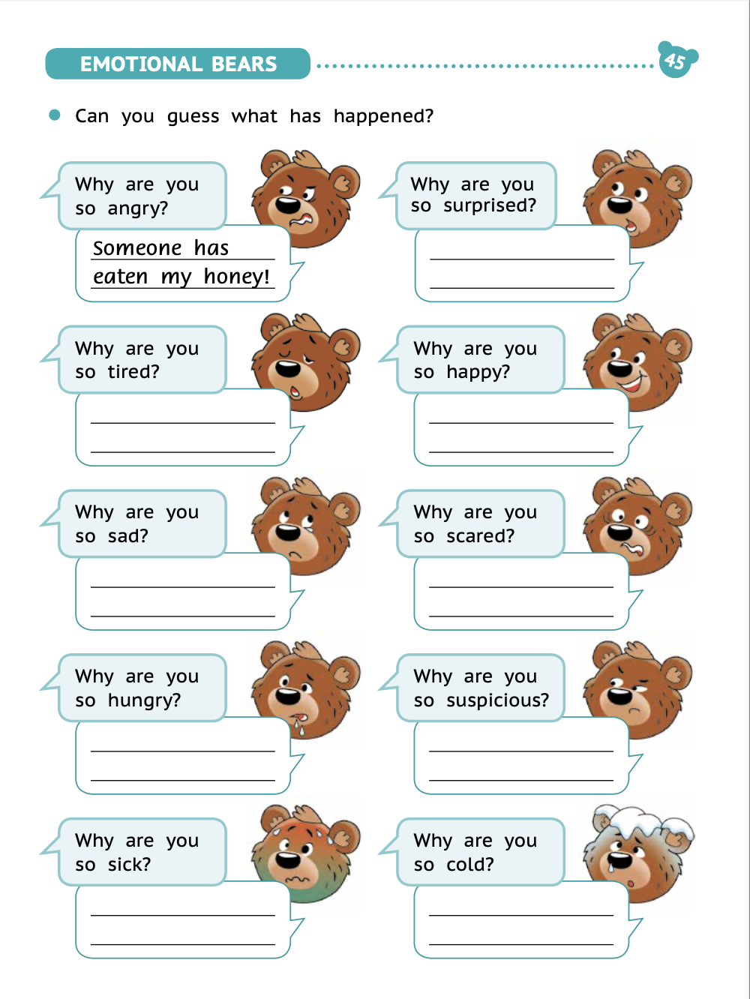 EMOTIONAL BEARS
45
Can you guess what has happened?
Why are you
so angry?
Someone has
eaten my honey!
Why are you
so surprised?
Why are you
so tired?
Why are you
so happy?
Why are you
so sad?
Why are you
so scared?
Why are you
so hungry?
Why are you
so suspicious?
Why are you
so sick?
Why are you
so cold?